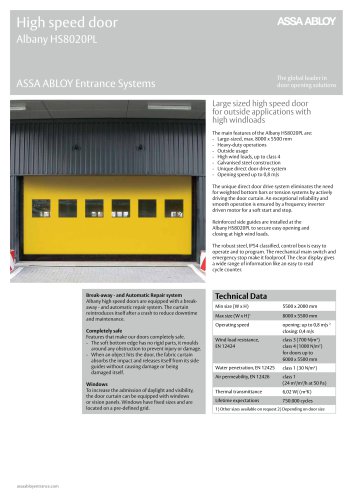 High speed door
Albany HS8020PL
ASSA ABLOY
ASSA ABLOY Entrance Systems
The global leader in
door opening solutions
Large sized high speed door
for outside applications with
high windloads
The main features of the Albany HS8020PL are:
- Large-sized, max. 8000 x 5500 mm
- Heavy-duty operations
- Outside usage
- High wind loads, up to class 4
- Galvanised steel construction
- Unique direct door drive system
- Opening speed up to 0,8 m/s
The unique direct door drive system eliminates the need
for weighted bottom bars or tension systems by actively
driving the door curtain. An exceptional reliability and
smooth operation is ensured by a frequency inverter
driven motor for a soft start and stop.
Reinforced side guides are installed at the
Albany HS8020PL to secure easy opening and
closing at high wind loads.
The robust steel, IP54 classified, control box is easy to
operate and to program. The mechanical main switch and
emergency stop make it foolproof. The clear display gives
a wide range of information like an easy to read
cycle counter.
Break-away - and Automatic Repair system
Albany high speed doors are equipped with a break-
away - and automatic repair system. The curtain
reintroduces itself after a crash to reduce downtime
and maintenance.
Completely safe
Features that make our doors completely safe.
- The soft bottom edge has no rigid parts, it moulds
around any obstruction to prevent injury or damage.
- When an object hits the door, the fabric curtain
absorbs the impact and releases itself from its side
guides without causing damage or being
damaged itself.
Windows
To increase the admission of daylight and visibility,
the door curtain can be equipped with windows
or vision panels. Windows have fixed sizes and are
located on a pre-defined grid.
Technical Data
Min size (W x H) 5500 x 2000 mm
Max size (W x H)¹ 8000 x 5500 mm
Operating speed opening: up to 0,8 m/s ²
closing: 0,4 m/s
Wind load resistance, class 3 (700 N/m²)
EN 12424 class 4 (1000 N/m²)
for doors up to
6000 x 5500 mm
Water penetration, EN 12425 class 1 (30 N/m²)
Air permeability, EN 12426 class 1
(24 m³/m²/h at 50 Pa)
Thermal transmittance 6,02 W/( m²K)
Lifetime expectations 750 000 cycles
1) Other sizes available on request 2) Depending on door size
assaabloyentrance.com